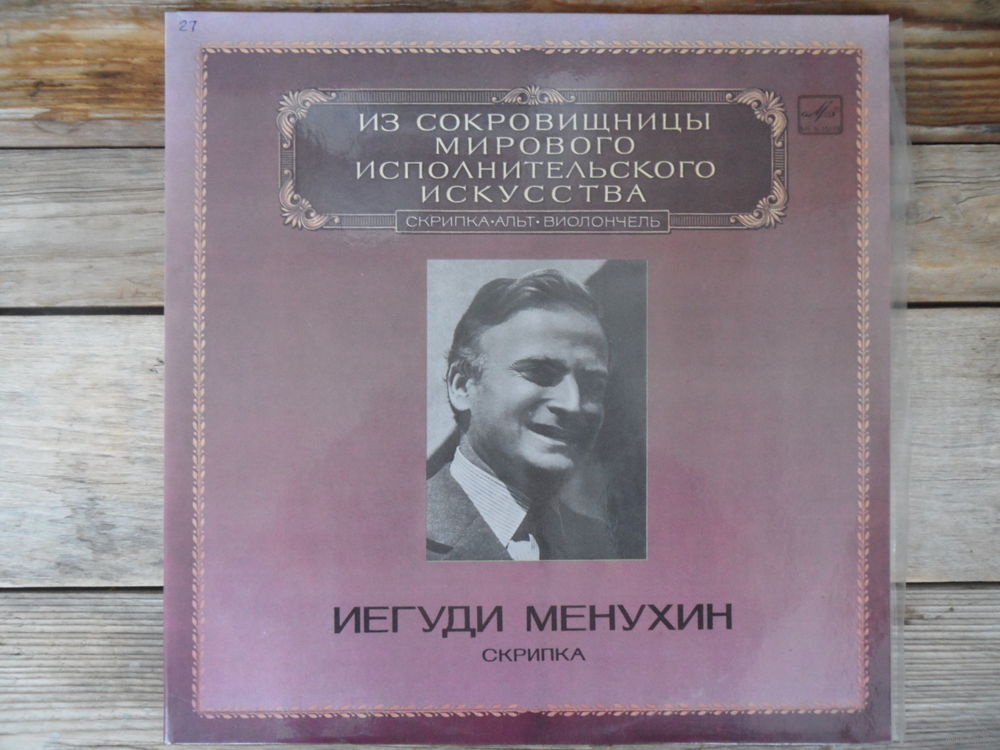 27
ИЗ СОКРОВИЩНИЦЫ
МИРОВОГО
ИСПОЛНИТЕЛЬСКОГО
ИСКУССТВА
СКРИПКА•АЛЬТ•ВИОЛОНЧЕЛЬ
ИЕГУДИ МЕНУХИН
СКРИПКА